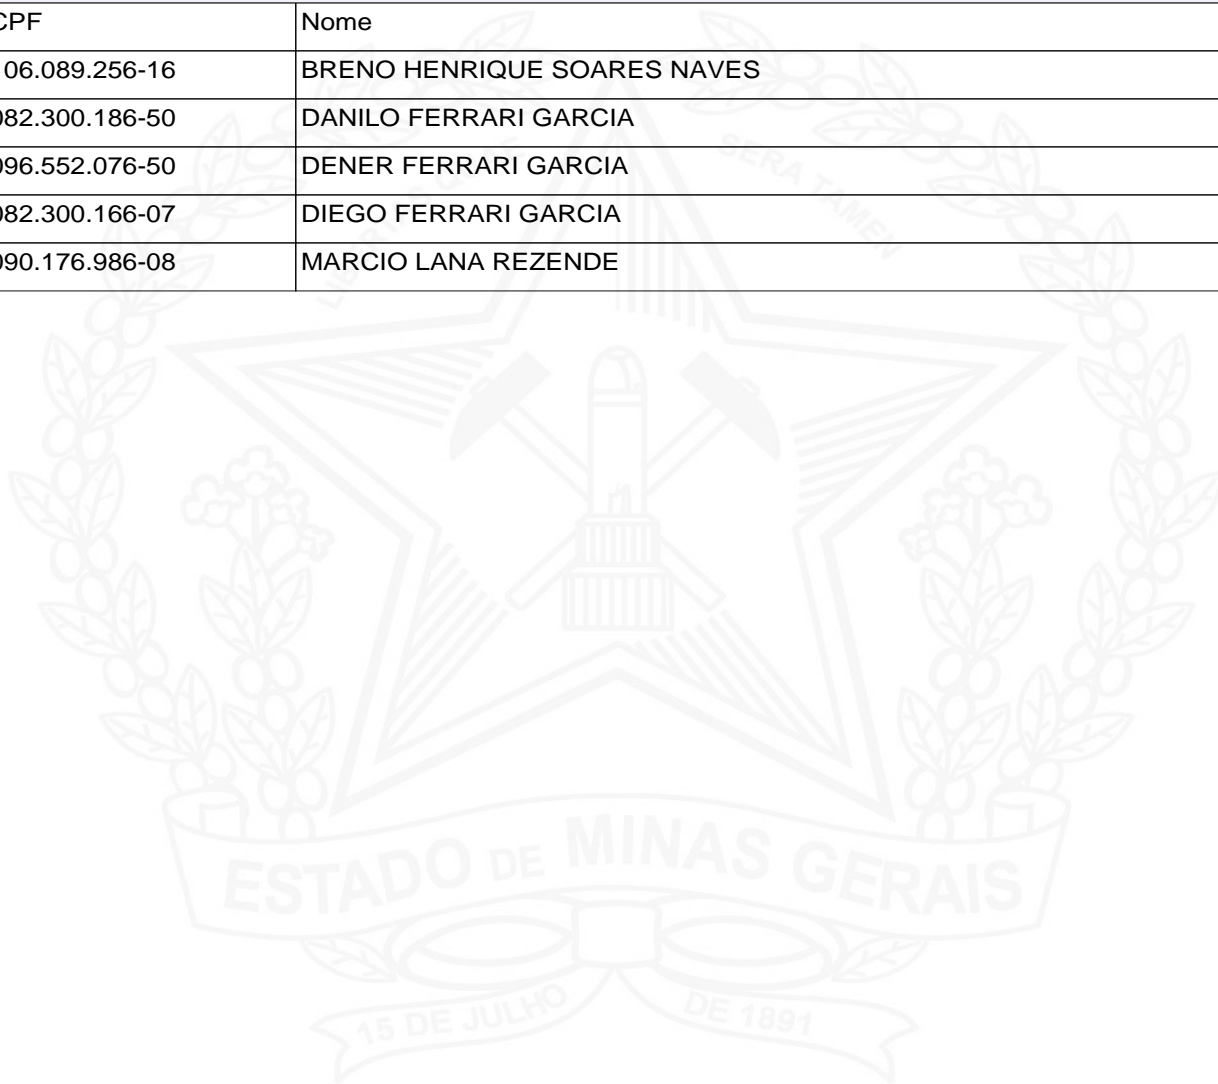 CPF Nome
106.089.256-16 BRENO HENRIQUE SOARES NAVES
082.300.186-50 DANILO FERRARI GARCIA
096.552.076-50 DENER FERRARI GARCIA
082.300.166-07 DIEGO FERRARI GARCIA
090.176.986-08 MARCIO LANA REZENDE
SERA TAMEN
ESTADO DE MINAS GERAIS
15 DE JULHO DE 1891